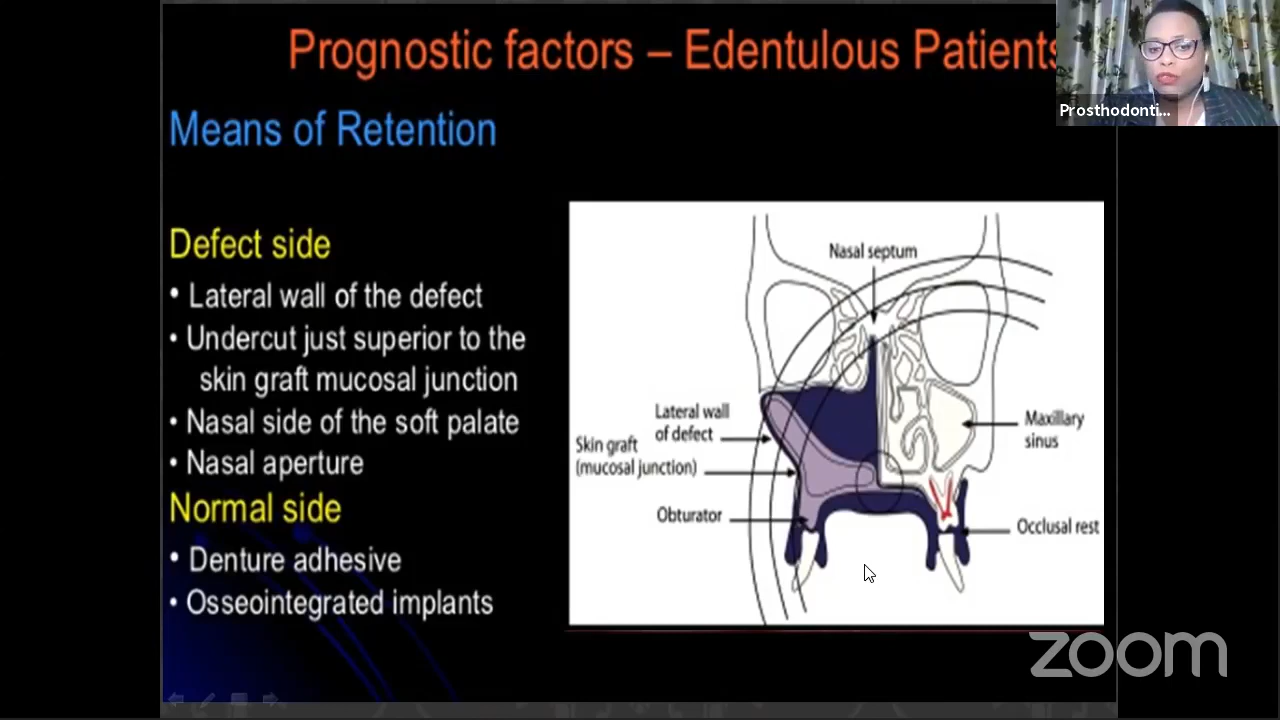 Prognostic factors – Edentulous Patients
Prosthodonti...
Means of Retention
Defect side
• Lateral wall of the defect
• Undercut just superior to the
skin graft mucosal junction
• Nasal side of the soft palate
• Nasal aperture
Normal side
• Denture adhesive
• Osseointegrated implants
Nasal septum
Lateral wall
of defect
Skin graft
(mucosal junction)
Obturator
Maxillary
sinus
Occlusal rest
zoom